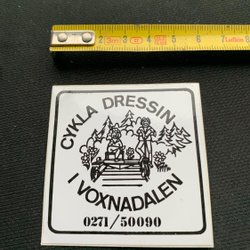 CYKLA DRESSIN
I VOXNADALEN
0271/50090